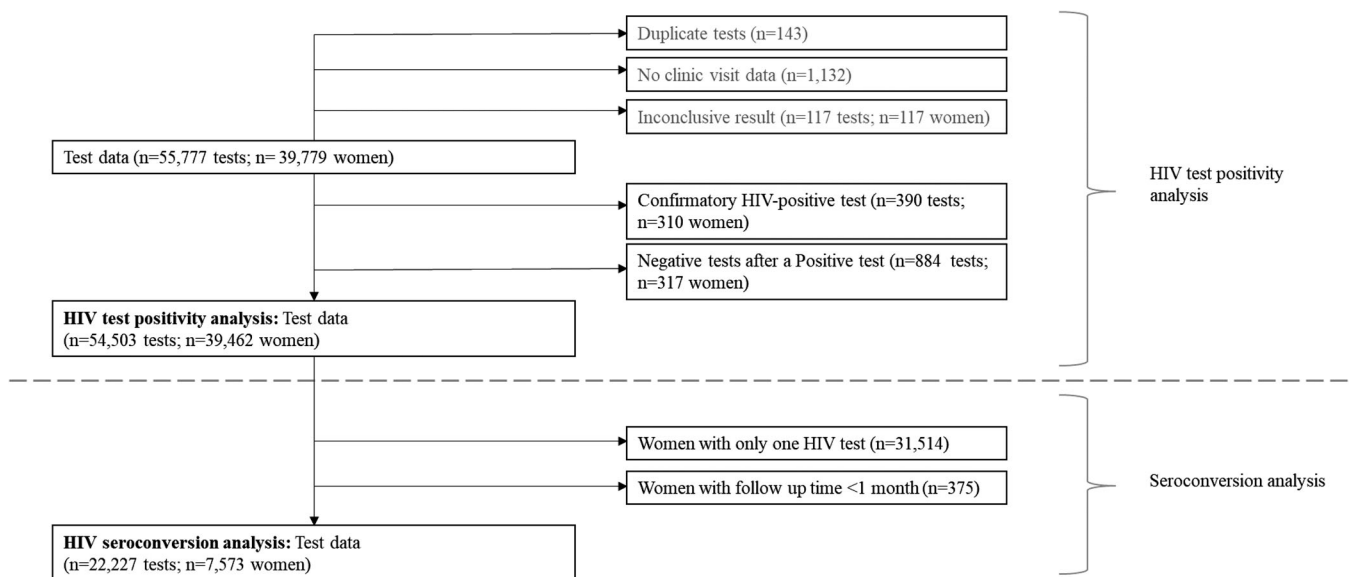 Duplicate tests (n=143)
No clinic visit data (n=1,132)
Inconclusive result (n=117 tests; n=117 women)
Test data (n=55,777 tests; n= 39,779 women)
HIV test positivity
analysis
Confirmatory HIV-positive test (n=390 tests;
n=310 women)
Negative tests after a Positive test (n=884 tests;
n=317 women)
HIV test positivity analysis: Test data
(n=54,503 tests; n=39,462 women)
Women with only one HIV test (n=31,514)
Women with follow up time <1 month (n=375)
Seroconversion analysis
HIV seroconversion analysis: Test data
(n=22,227 tests; n=7,573 women)